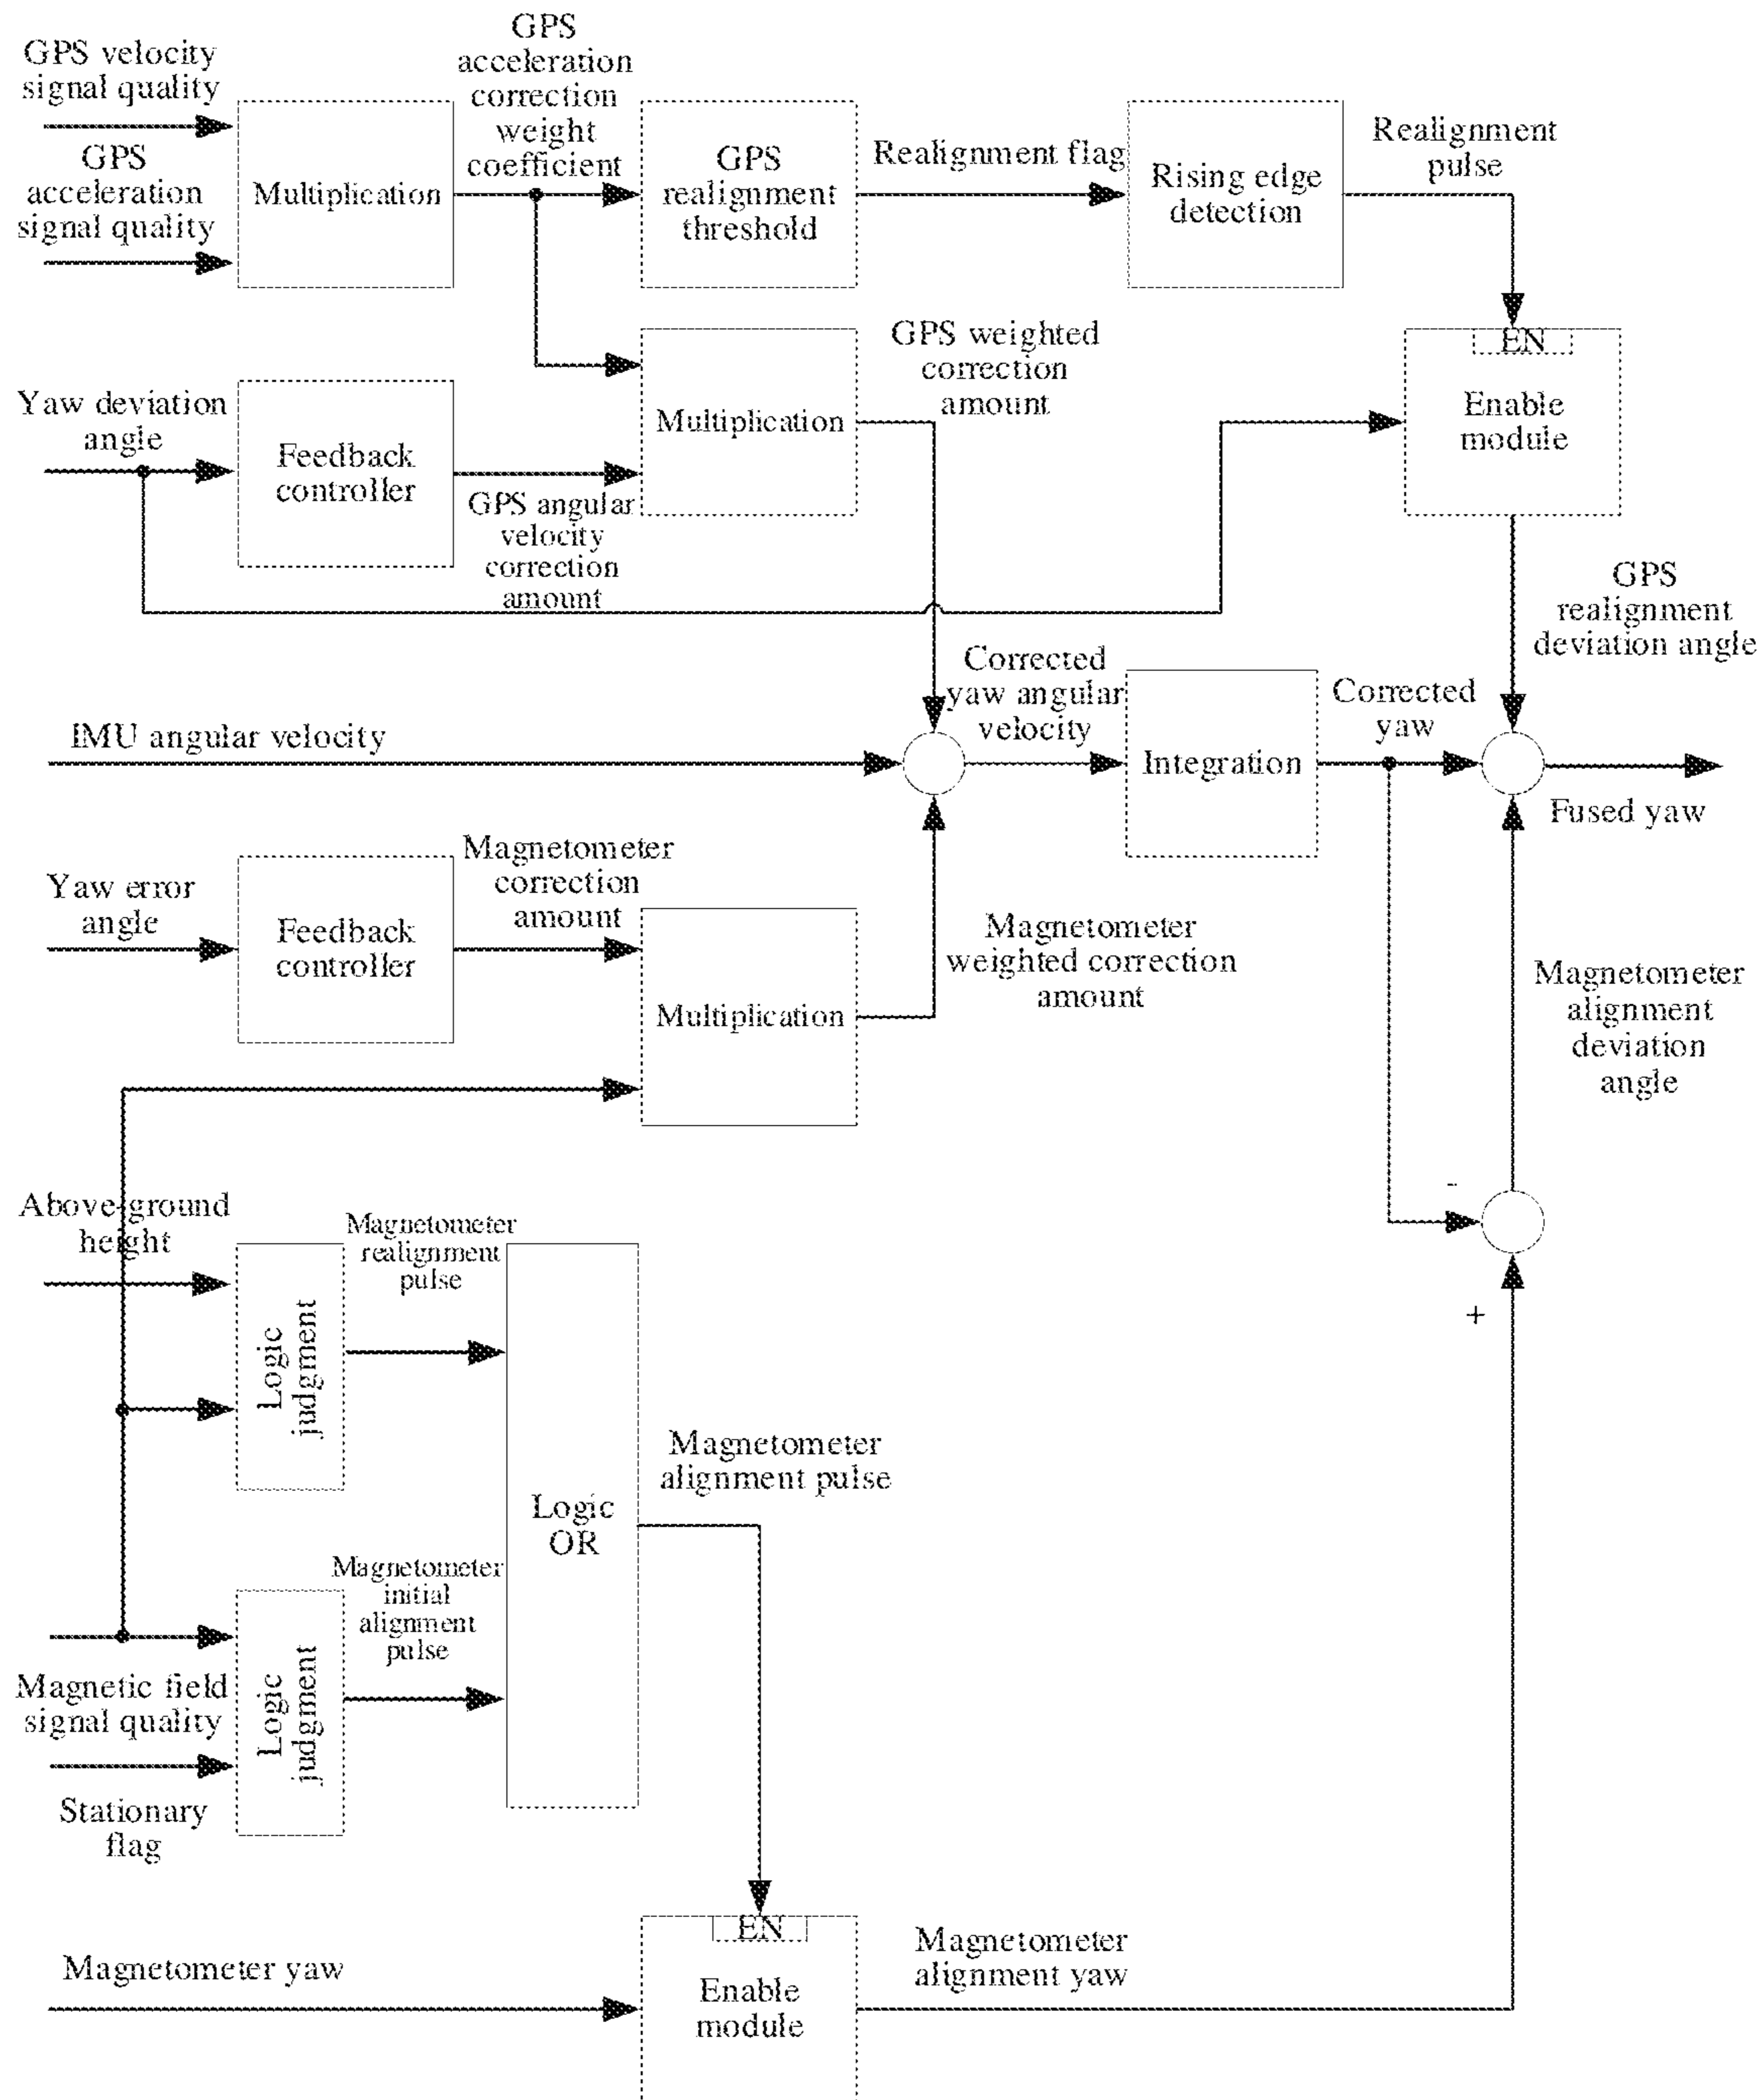 GPS velocity
signal quality
GPS
acceleration
signal quality
Multiplication
GPS
acceleration
correction
weight
coefficient
GPS
realignment
threshold
Realignment flag
Rising edge
detection
Realignment
pulse
EN
Enable
module
Yaw deviation
angle
Feedback
controller
GPS angular
velocity
correction
amount
Multiplication
GPS weighted
correction
amount
GPS
realignment
deviation angle
IMU angular velocity
Corrected
yaw angular
velocity
Integration
Corrected
yaw
Fused yaw
Yaw error
angle
Feedback
controller
Magnetometer
correction
amount
Multiplication
Magnetometer
weighted correction
amount
Magnetometer
alignment
deviation
angle
-
+
Above-ground
height
Logic
judgment
Magnetometer
realignment
pulse
Logic
OR
Magnetometer
alignment pulse
Magnetometer
initial
alignment
pulse
Magnetic field
signal quality
Logic
judgment
Stationary
flag
Magnetometer yaw
EN
Enable
module
Magnetometer
alignment yaw